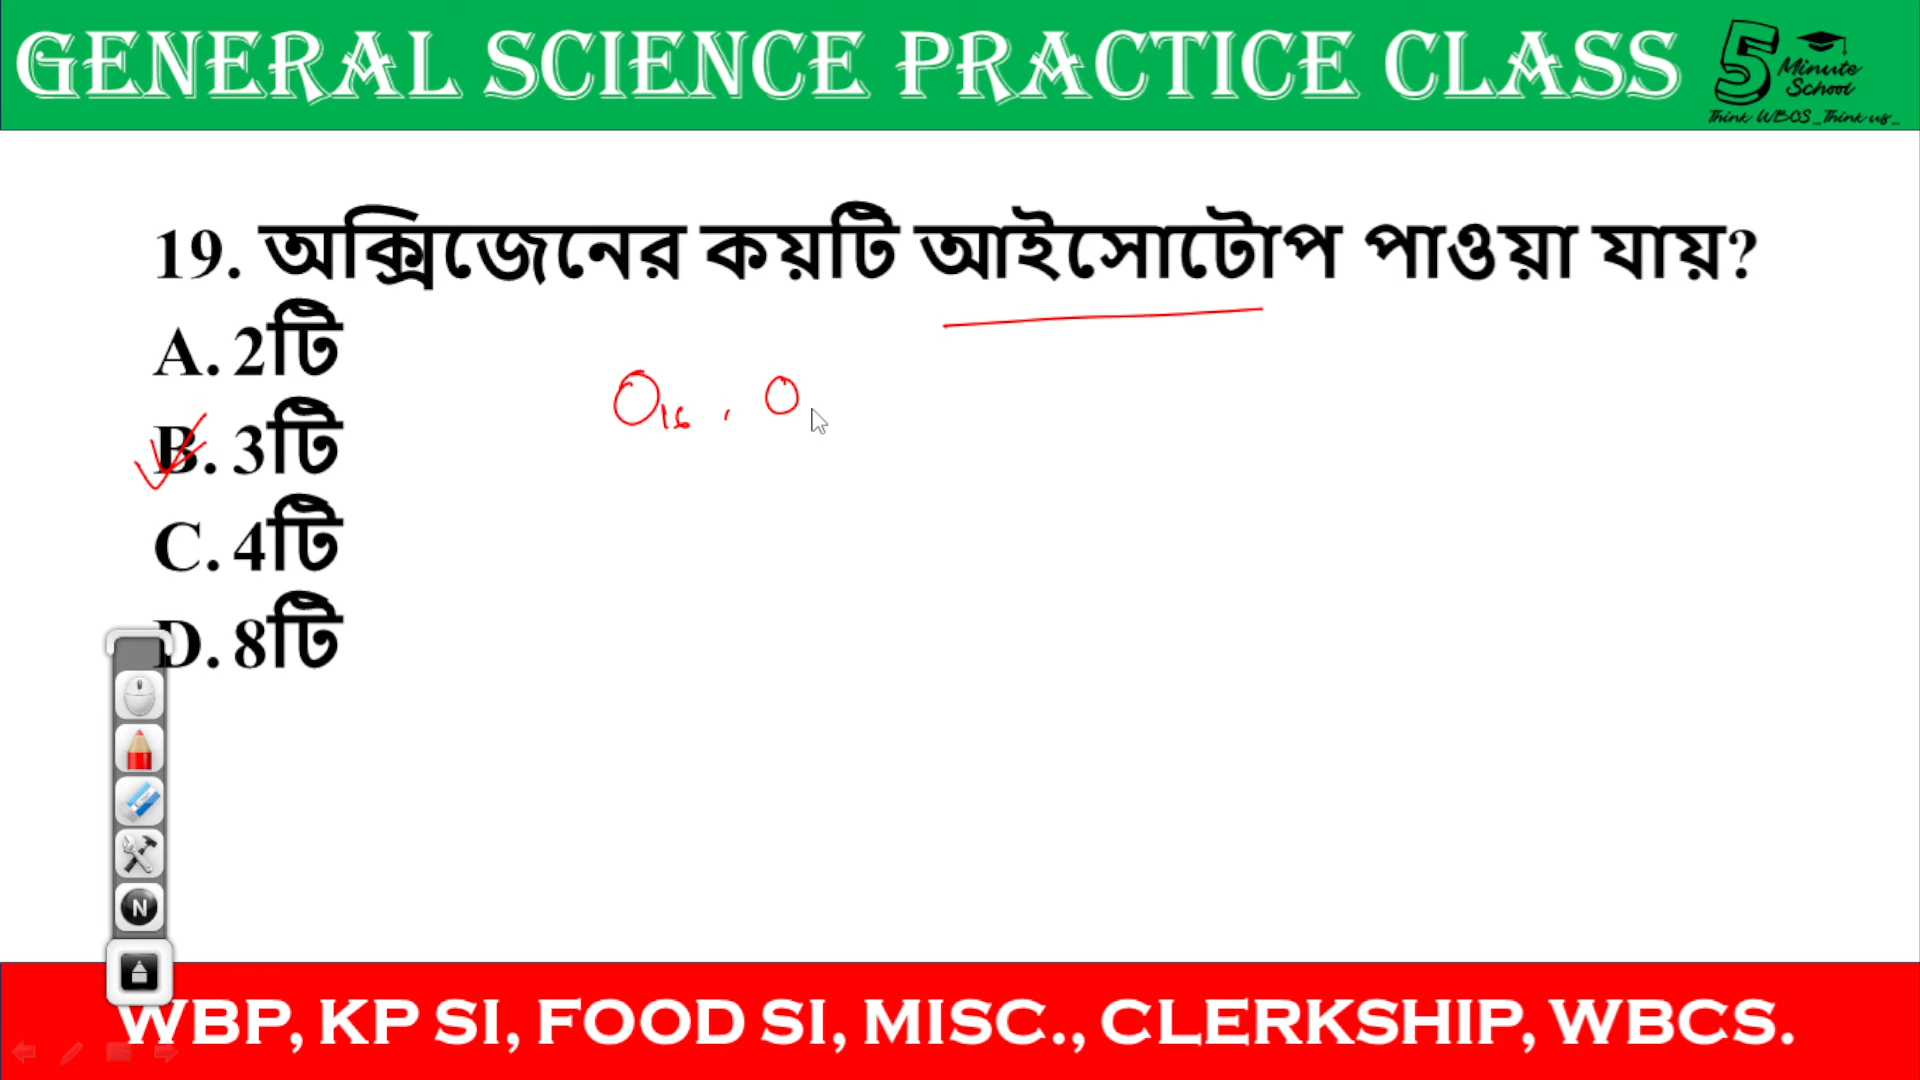 GENERAL SCIENCE PRACTICE CLASS
5 Minute School
Think WBCS_Think us_
19. অক্সিজেনের কয়টি আইসোটোপ পাওয়া যায়?
A. 2টি
O16 , O
B. 3টি
C. 4টি
D. 8টি
N
WBP, KP SI, FOOD SI, MISC., CLERKSHIP, WBCS.